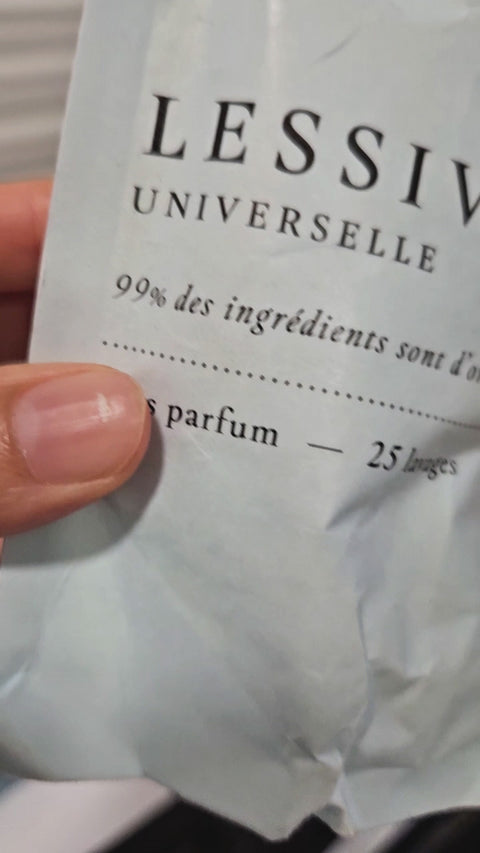 LESSIV
UNIVERSELLE
99% des ingrédients sont d'o
s parfum — 25 lavages